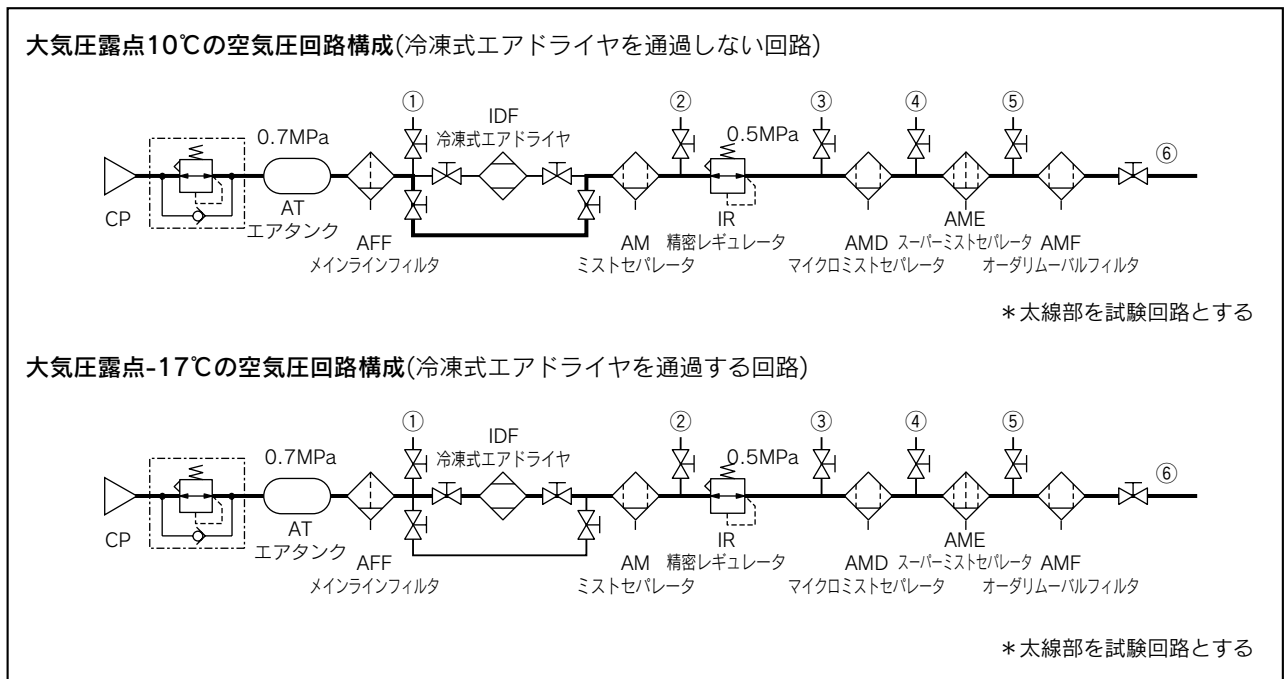 大気圧露点10℃の空気圧回路構成(冷凍式エアドライヤを通過しない回路)
① IDF ② ③ ④ ⑤
0.7MPa 冷凍式エアドライヤ 0.5MPa ⑥
CP AT IR AME
エアタンク AFF AM 精密レギュレータ AMD スーパーミストセパレータ AMF
メインラインフィルタ ミストセパレータ マイクロミストセパレータ オーダリムーバルフィルタ
＊太線部を試験回路とする
大気圧露点-17℃の空気圧回路構成(冷凍式エアドライヤを通過する回路)
① IDF ② ③ ④ ⑤
0.7MPa 冷凍式エアドライヤ 0.5MPa ⑥
CP AT IR AME
エアタンク AFF AM 精密レギュレータ AMD スーパーミストセパレータ AMF
メインラインフィルタ ミストセパレータ マイクロミストセパレータ オーダリムーバルフィルタ
＊太線部を試験回路とする